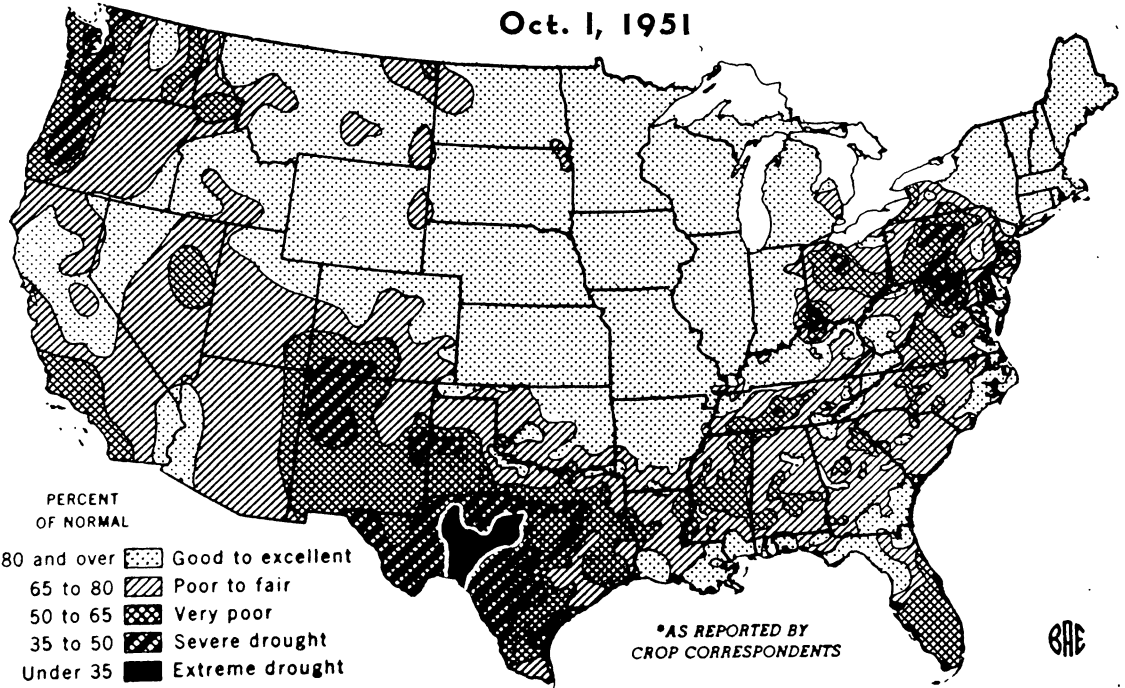 Oct. 1, 1951
PERCENT
OF NORMAL
80 and over Good to excellent
65 to 80 Poor to fair
50 to 65 Very poor
35 to 50 Severe drought
Under 35 Extreme drought
*AS REPORTED BY
CROP CORRESPONDENTS
BAE